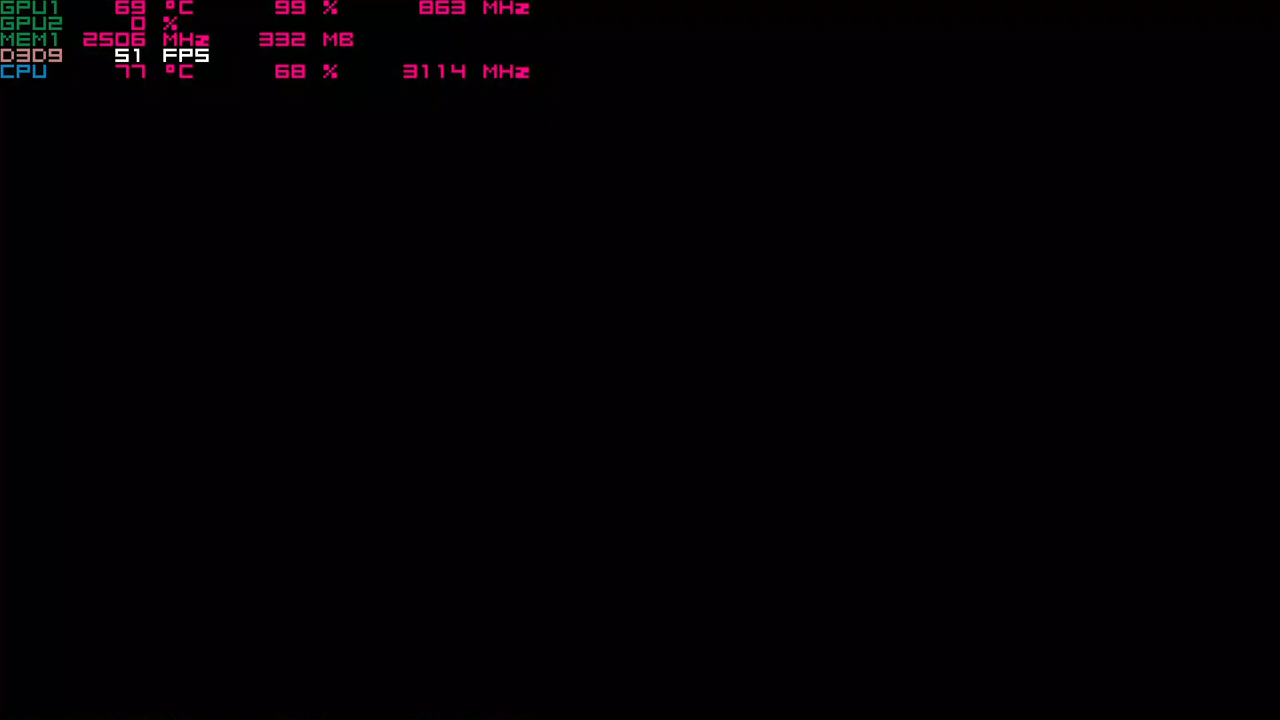 GPU1 69 °C 99 % 863 MHz
GPU2 0 %
MEM1 2506 MHz 332 MB
D3D9 51 FPS
CPU 77 °C 68 % 3114 MHz